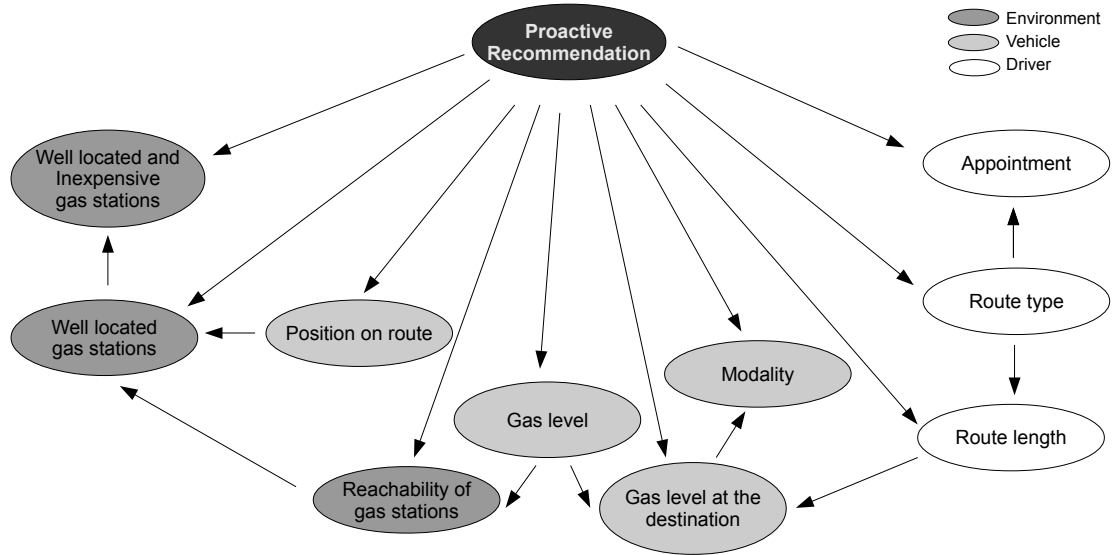 Proactive
Recommendation
Environment
Vehicle
Driver
Well located and
Inexpensive
gas stations
Appointment
Well located
gas stations
Position on route
Route type
Modality
Gas level
Route length
Reachability of
gas stations
Gas level at the
destination